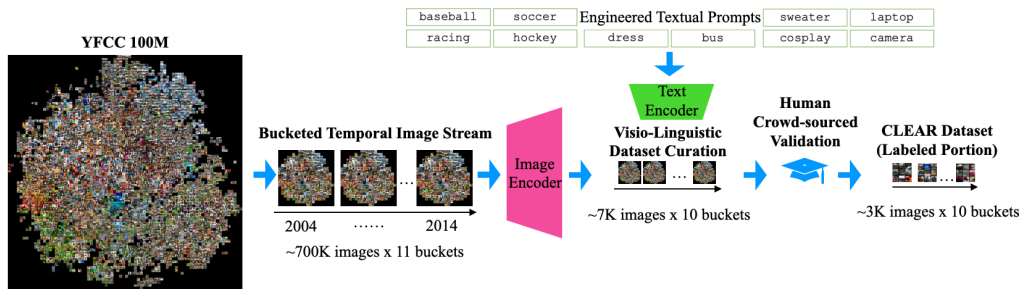 YFCC 100M
Engineered Textual Prompts
baseball
soccer
sweater
laptop
racing
hockey
dress
bus
cosplay
camera
Text
Encoder
Bucketed Temporal Image Stream
...
2004
......
2014
~700K images x 11 buckets
Image
Encoder
Visio-Linguistic
Dataset Curation
...
~7K images x 10 buckets
Human
Crowd-sourced
Validation
CLEAR Dataset
(Labeled Portion)
...
~3K images x 10 buckets